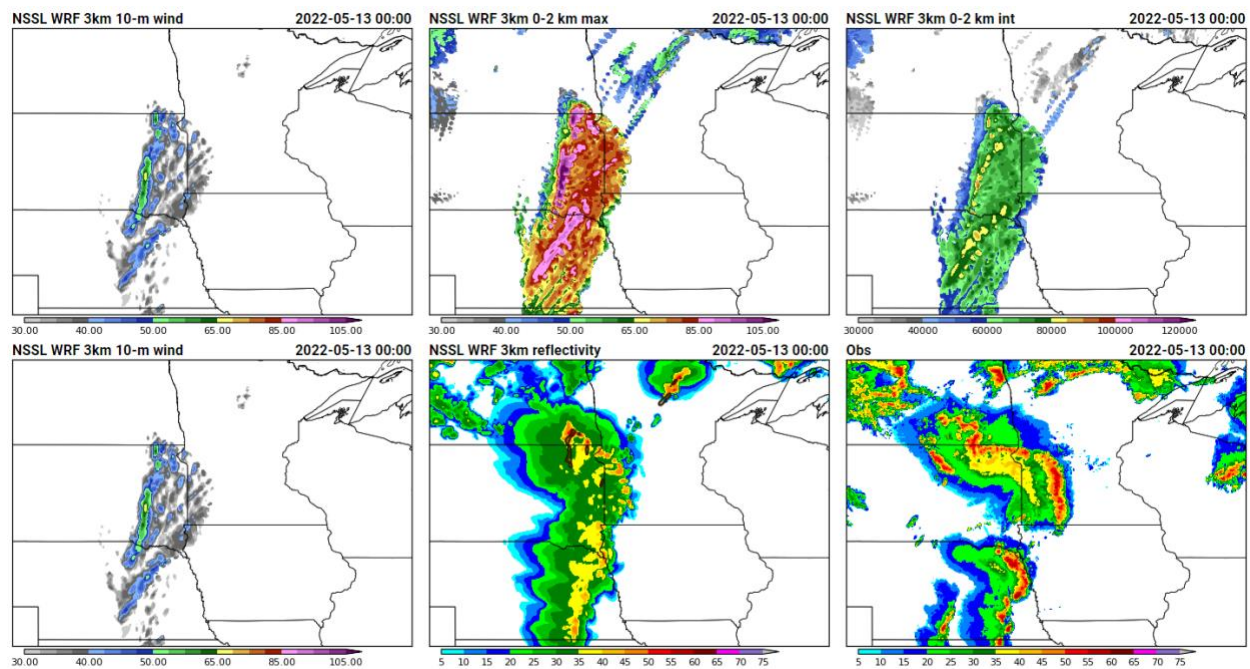 NSSL WRF 3km 10-m wind 2022-05-13 00:00
NSSL WRF 3km 0-2 km max 2022-05-13 00:00
NSSL WRF 3km 0-2 km int 2022-05-13 00:00
30.00 40.00 50.00 65.00 85.00 105.00
30.00 40.00 50.00 65.00 85.00 105.00
30000 40000 60000 80000 100000 120000
NSSL WRF 3km 10-m wind 2022-05-13 00:00
NSSL WRF 3km reflectivity 2022-05-13 00:00
Obs 2022-05-13 00:00
30.00 40.00 50.00 65.00 85.00 105.00
5 10 15 20 25 30 35 40 45 50 55 60 65 70 75
5 10 15 20 25 30 35 40 45 50 55 60 65 70